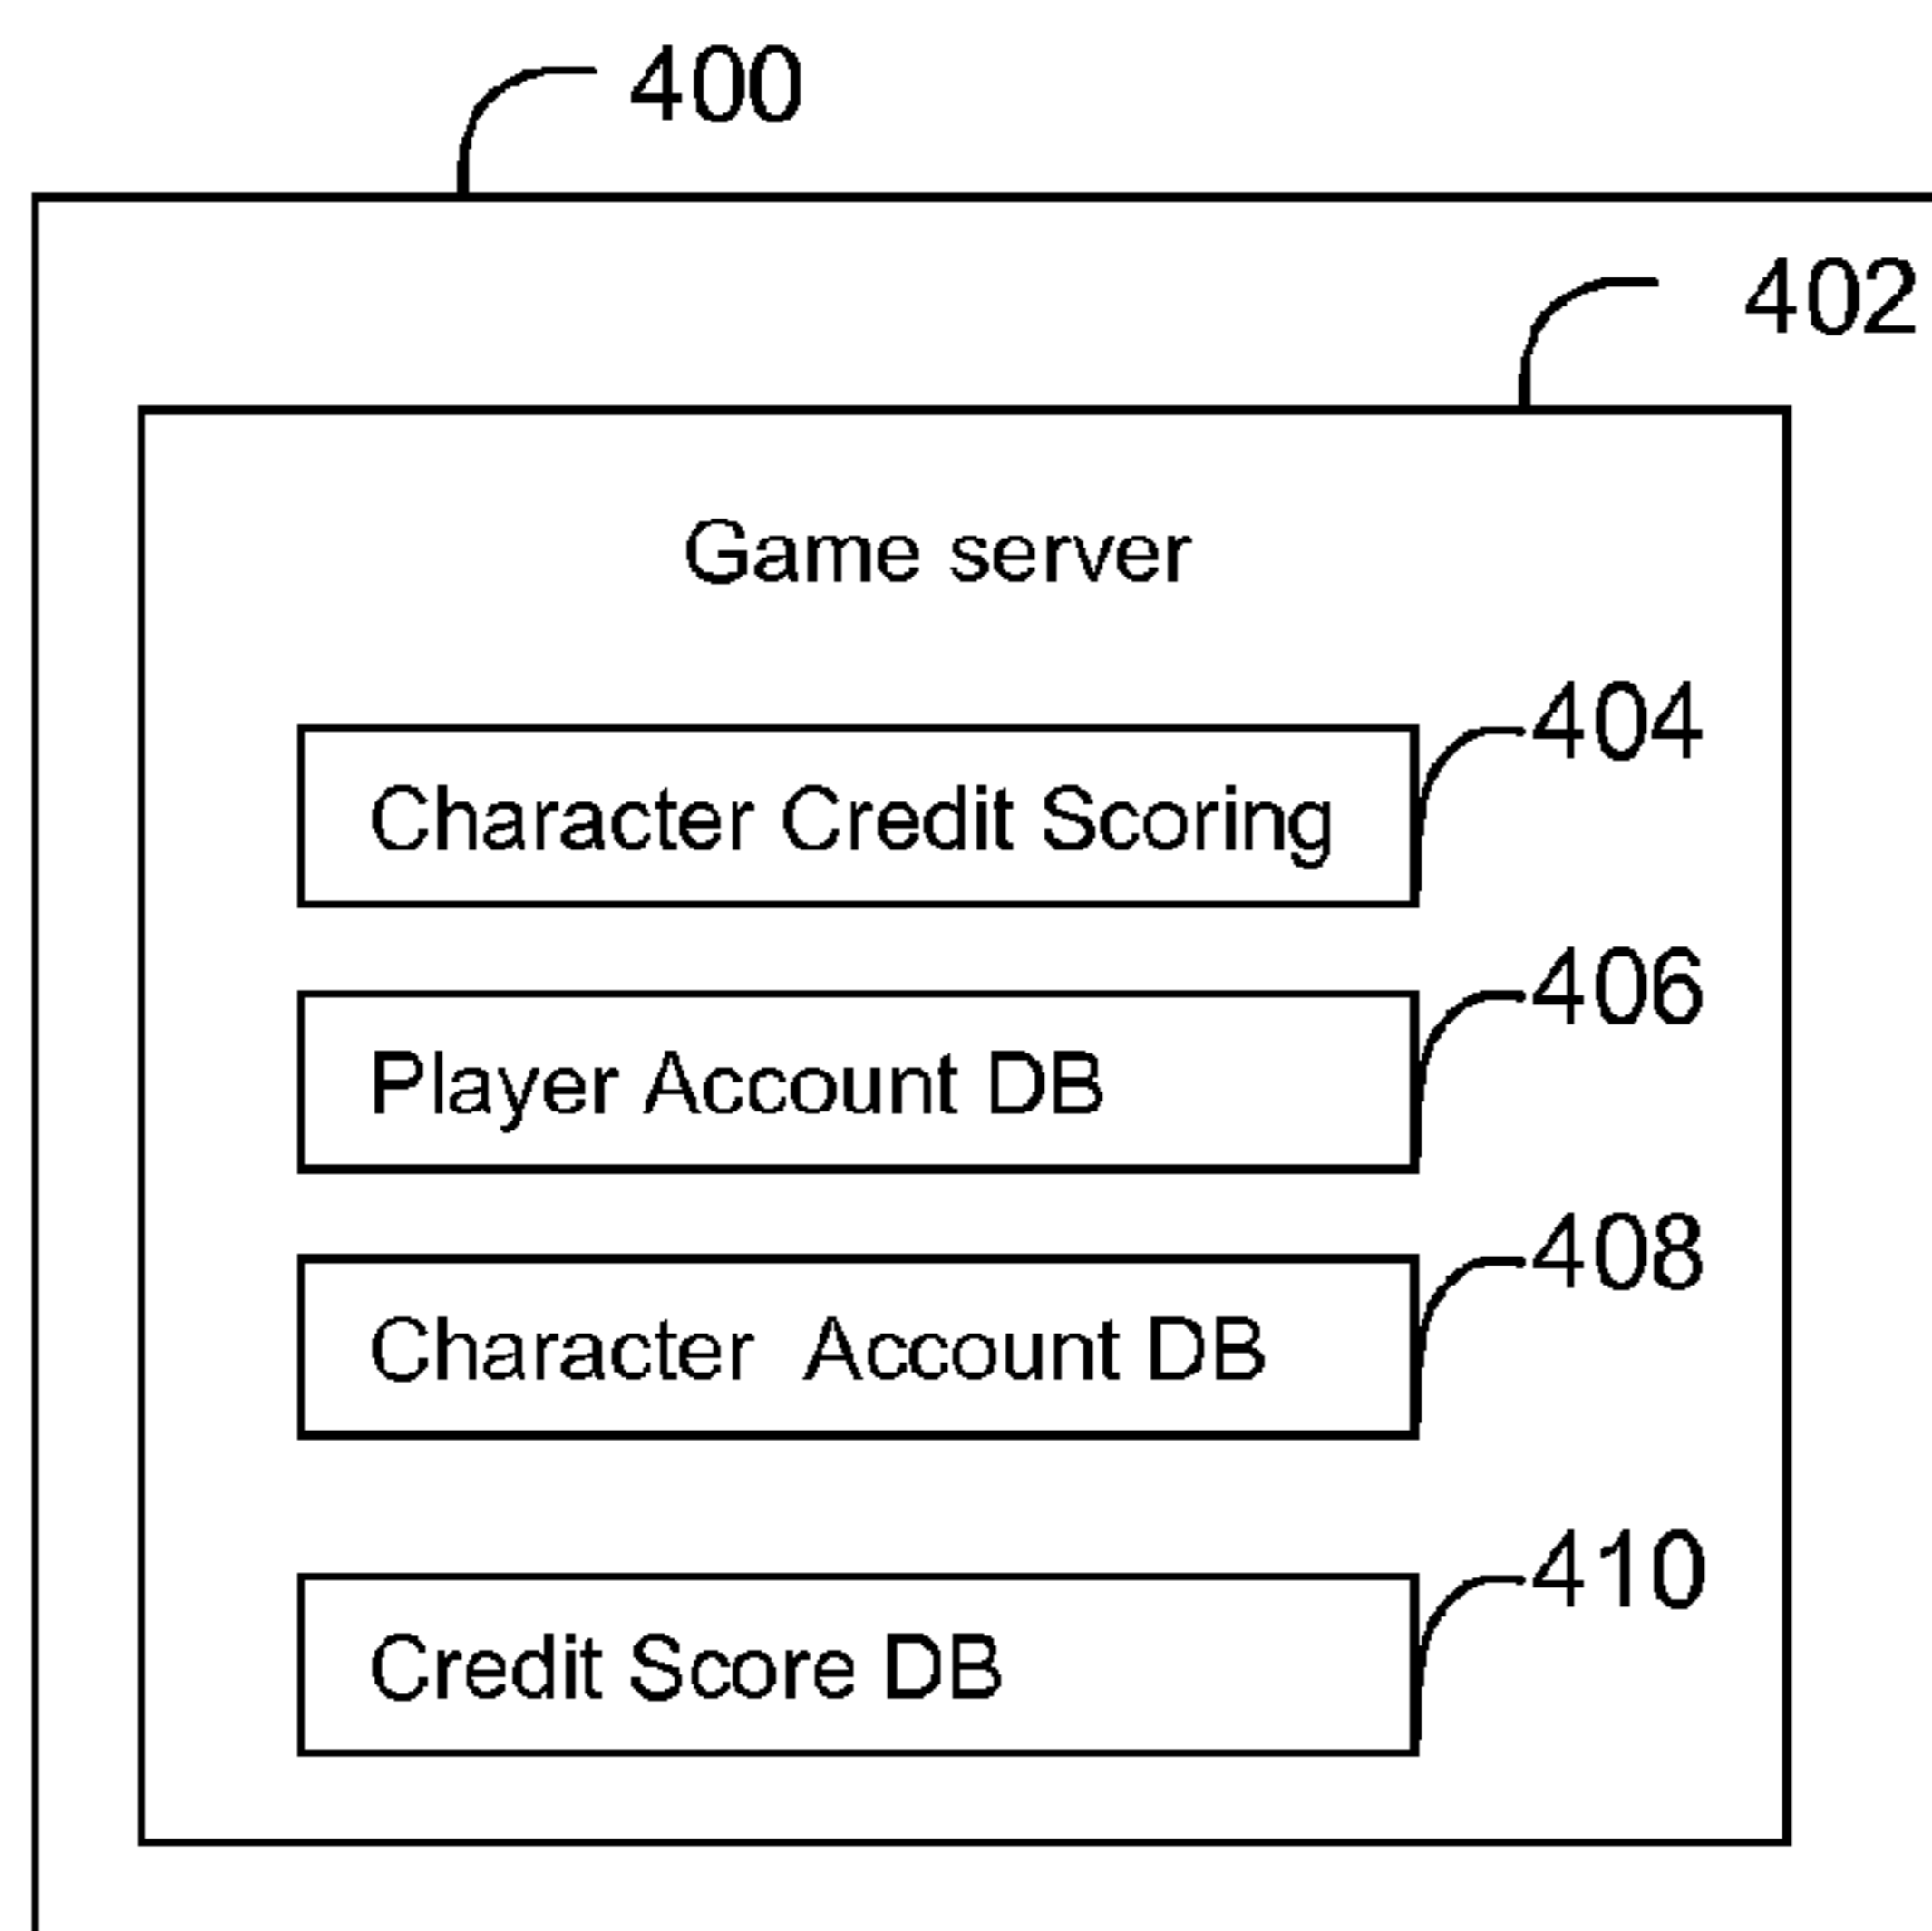 400
402
Game server
404
Character Credit Scoring
406
Player Account DB
408
Character Account DB
410
Credit Score DB